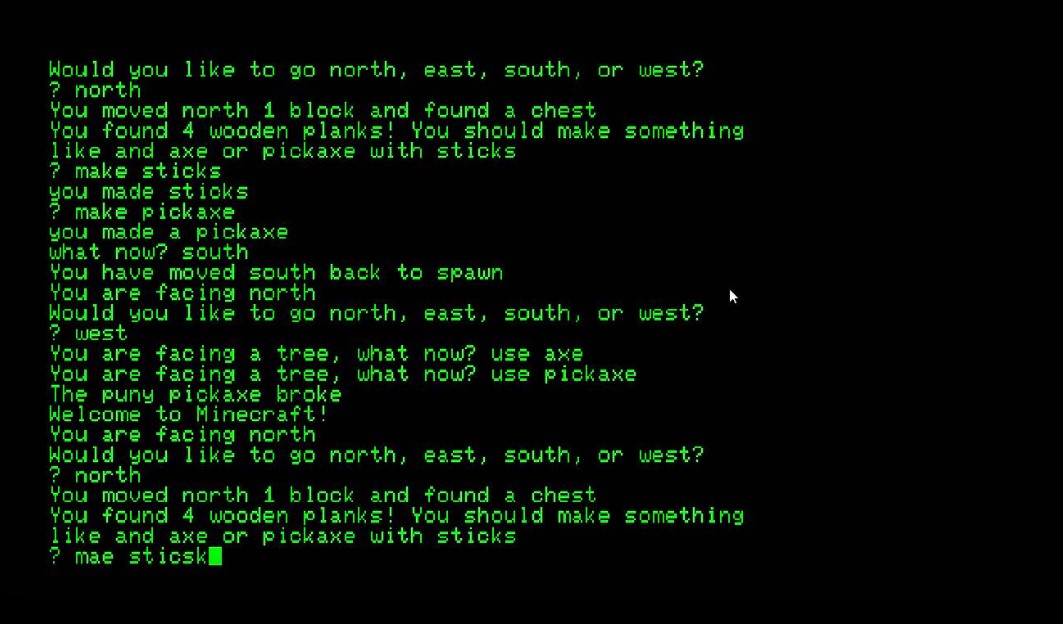 Would you like to go north, east, south, or west?
? north
You moved north 1 block and found a chest
You found 4 wooden planks! You should make something
like and axe or pickaxe with sticks
? make sticks
you made sticks
? make pickaxe
you made a pickaxe
what now? south
You have moved south back to spawn
You are facing north
Would you like to go north, east, south, or west?
? west
You are facing a tree, what now? use axe
You are facing a tree, what now? use pickaxe
The puny pickaxe broke
Welcome to Minecraft!
You are facing north
Would you like to go north, east, south, or west?
? north
You moved north 1 block and found a chest
You found 4 wooden planks! You should make something
like and axe or pickaxe with sticks
? mae sticsk